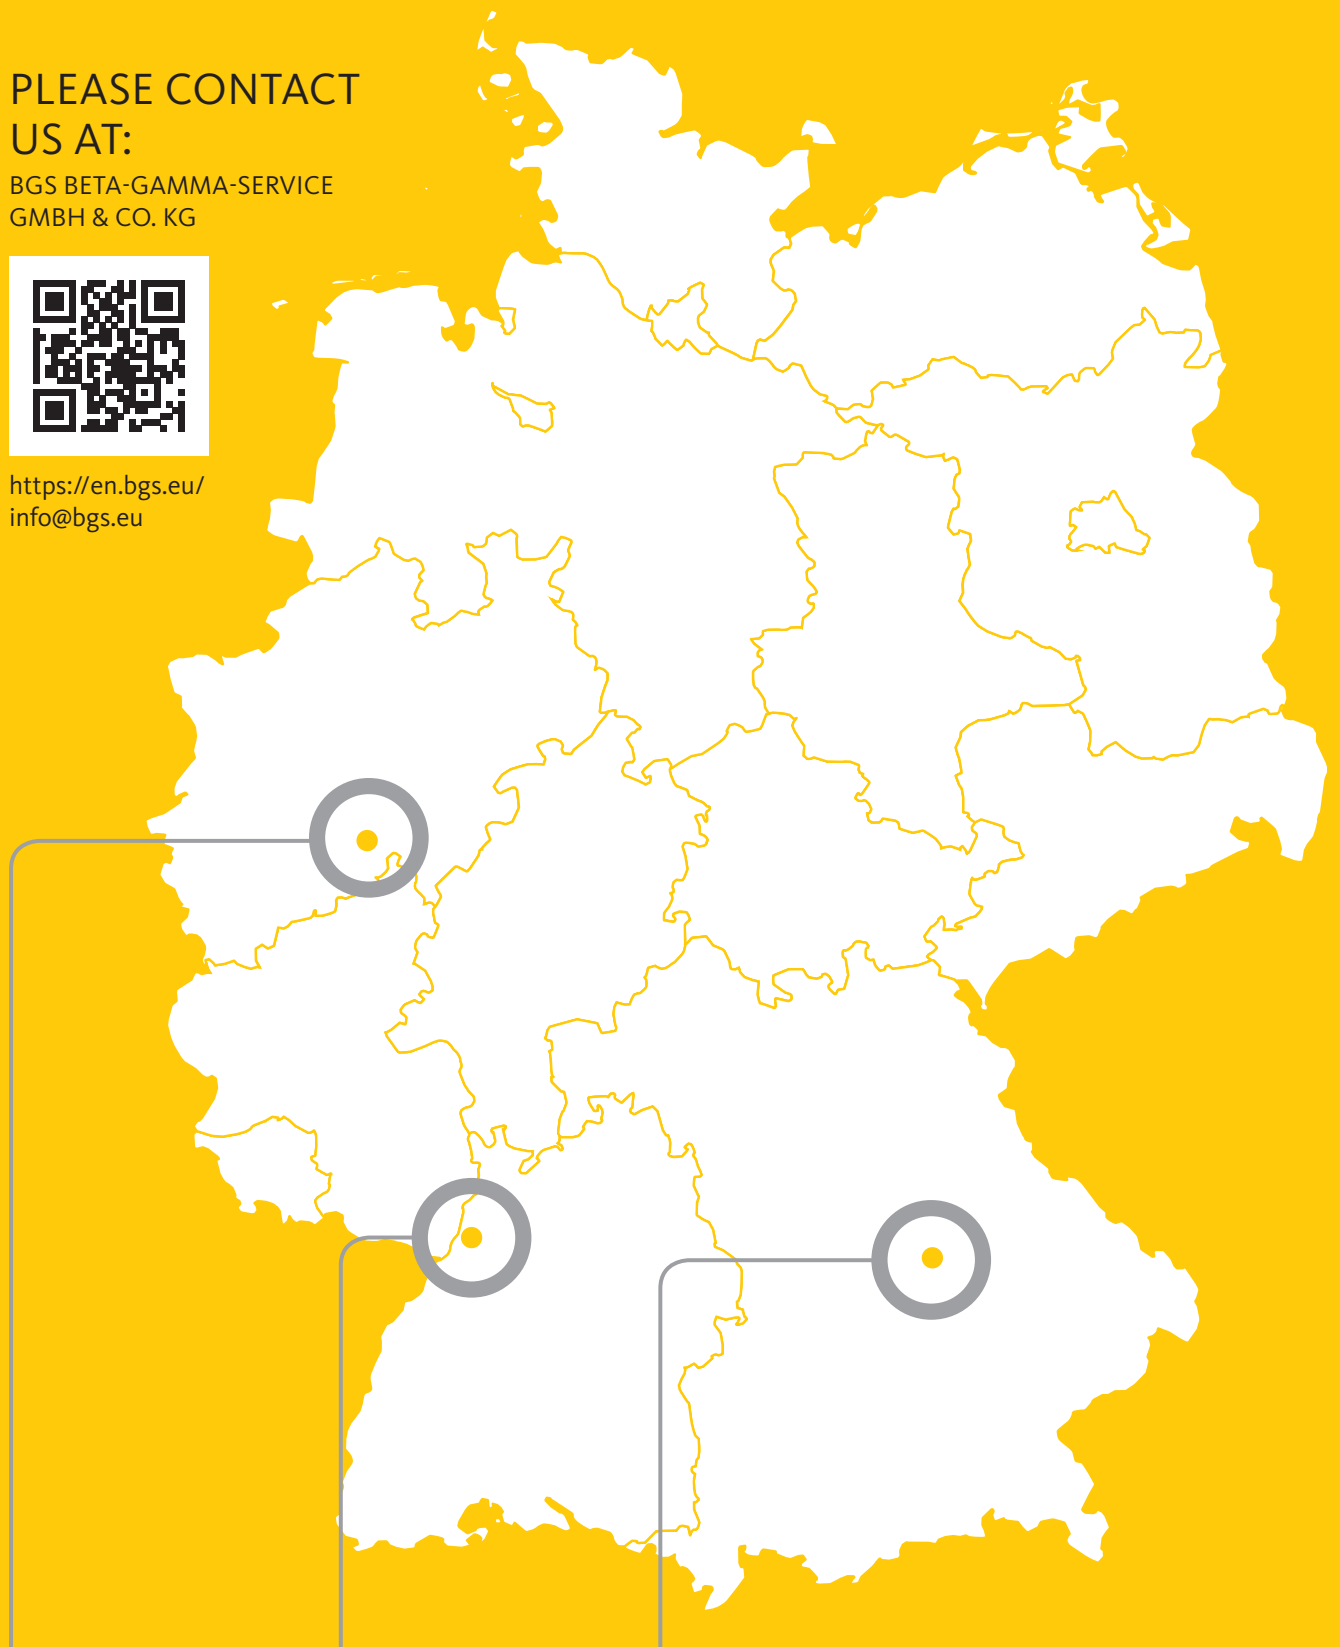 PLEASE CONTACT
US AT:
BGS BETA-GAMMA-SERVICE
GMBH & CO. KG
https://en.bgs.eu/
info@bgs.eu